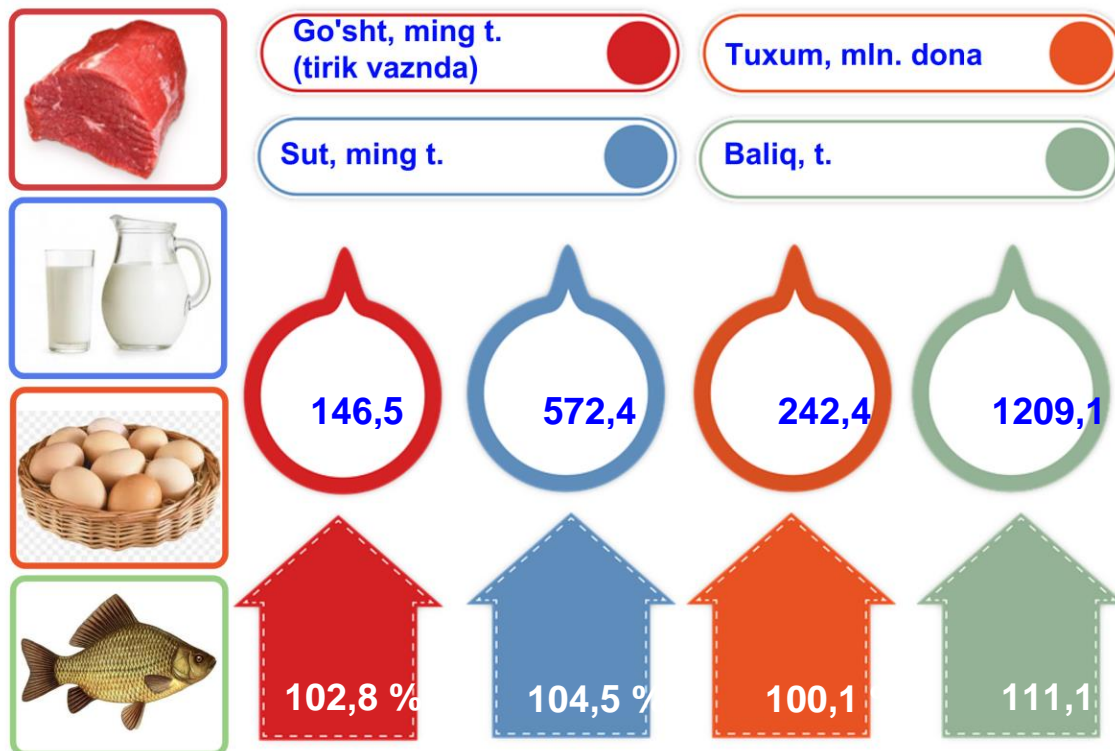 Go'sht, ming t.
(tirik vaznda)
Tuxum, mln. dona
Sut, ming t.
Baliq, t.
146,5
572,4
242,4
1209,1
102,8 %
104,5 %
100,1
111,1